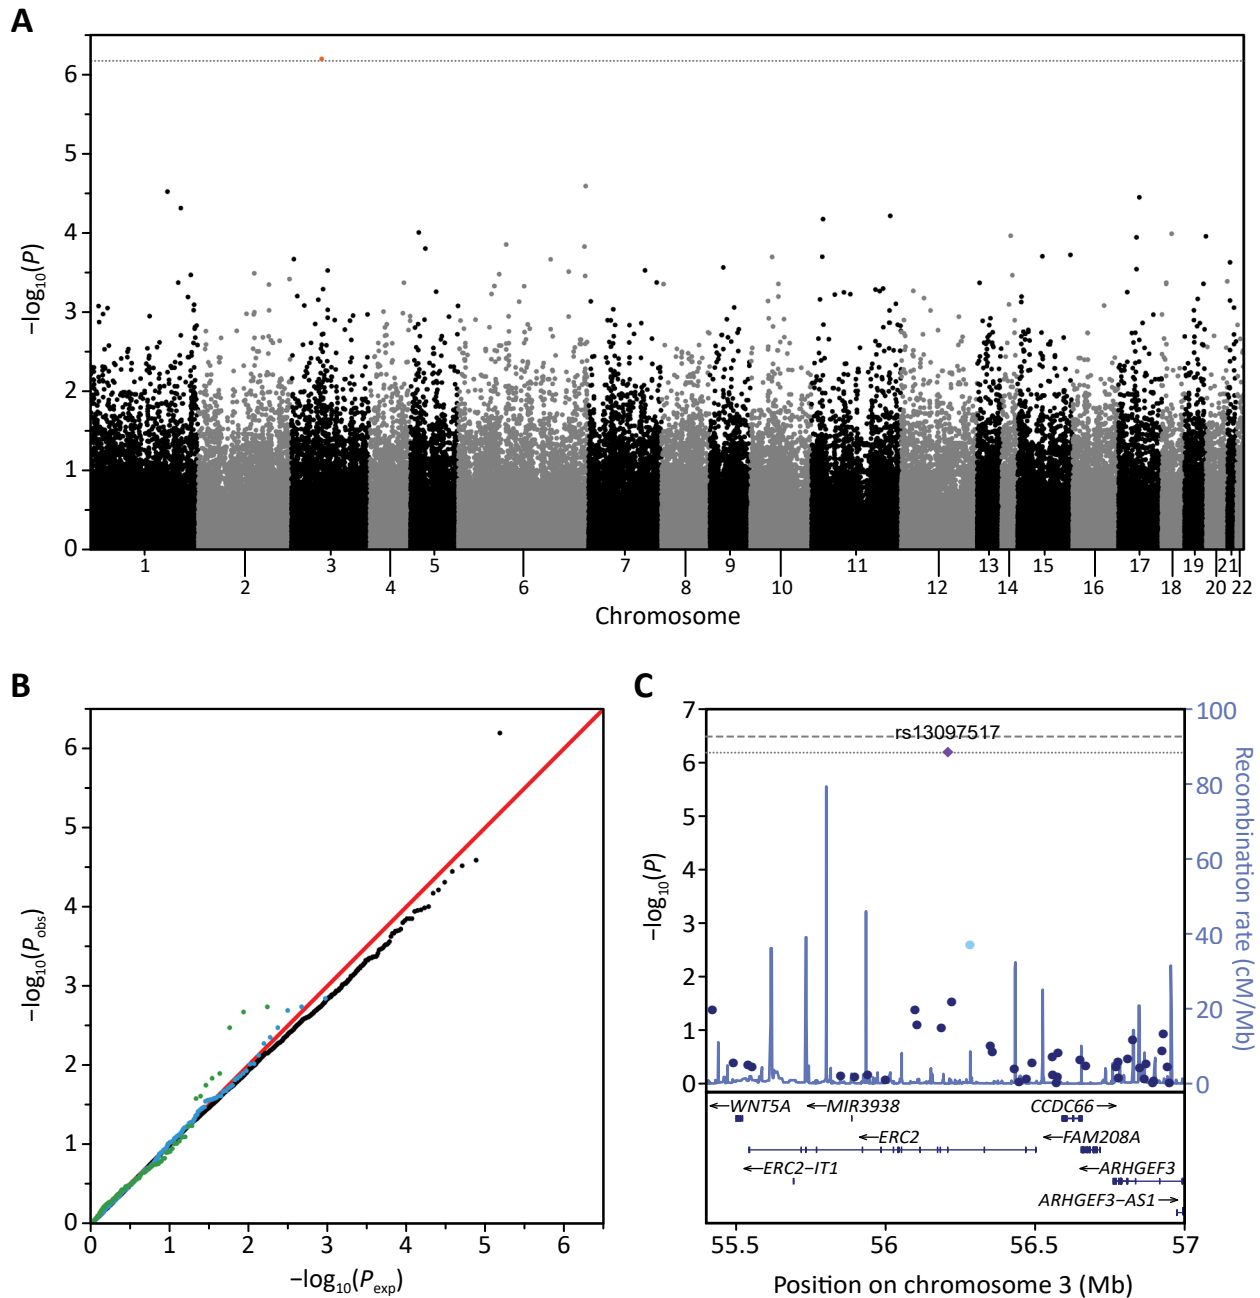 A
−log10(P)
6
5
4
3
2
1
0
1 3 5 7 9 11 13 15 17 19 21
2 4 6 8 10 12 14 16 18 20 22
Chromosome
B
−log10(Pobs)
6
5
4
3
2
1
0
0 1 2 3 4 5 6
−log10(Pexp)
C
−log10(P)
7
6
5
4
3
2
1
0
rs13097517
100
80
60
40
20
0
Recombination rate (cM/Mb)
←WNT5A ←MIR3938 CCDC66→
←ERC2 ←FAM208A
←ERC2−IT1 ←ARHGEF3
ARHGEF3−AS1→
55.5 56 56.5 57
Position on chromosome 3 (Mb)